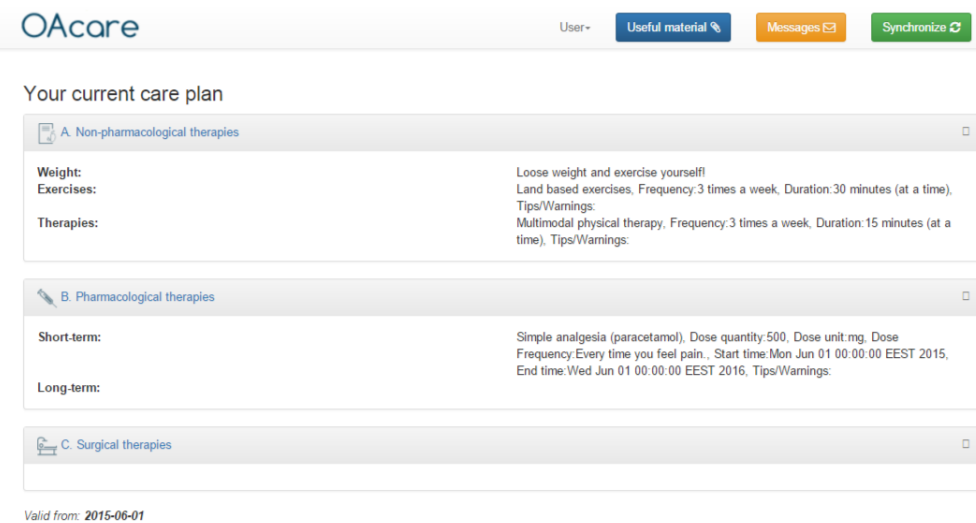 OAcare
User
Useful material
Messages
Synchronize
Your current care plan
A. Non-pharmacological therapies
Weight: Loose weight and exercise yourself!
Exercises: Land based exercises, Frequency:3 times a week, Duration:30 minutes (at a time),
Tips/Warnings:
Therapies: Multimodal physical therapy, Frequency:3 times a week, Duration:15 minutes (at a
time), Tips/Warnings:
B. Pharmacological therapies
Short-term: Simple analgesia (paracetamol), Dose quantity:500, Dose unit:mg, Dose
Frequency:Every time you feel pain., Start time:Mon Jun 01 00:00:00 EEST 2015,
End time:Wed Jun 01 00:00:00 EEST 2016, Tips/Warnings:
Long-term:
C. Surgical therapies
Valid from: 2015-06-01